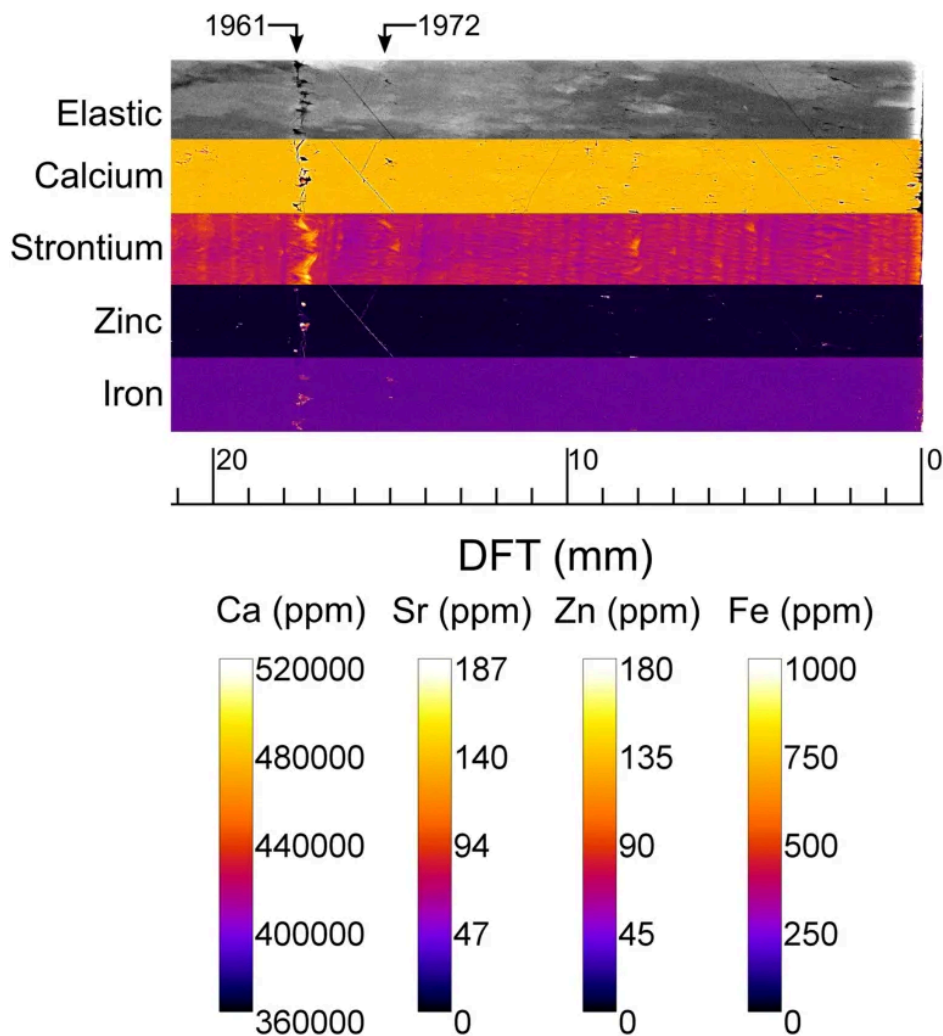 1961 1972
Elastic
Calcium
Strontium
Zinc
Iron
20 10 0
DFT (mm)
Ca (ppm) Sr (ppm) Zn (ppm) Fe (ppm)
520000 187 180 1000
480000 140 135 750
440000 94 90 500
400000 47 45 250
360000 0 0 0